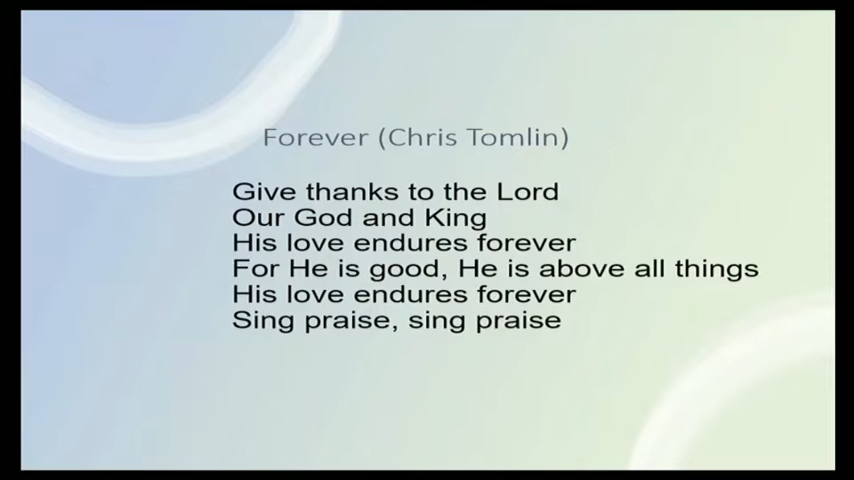 Forever (Chris Tomlin)
Give thanks to the Lord
Our God and King
His love endures forever
For He is good, He is above all things
His love endures forever
Sing praise, sing praise